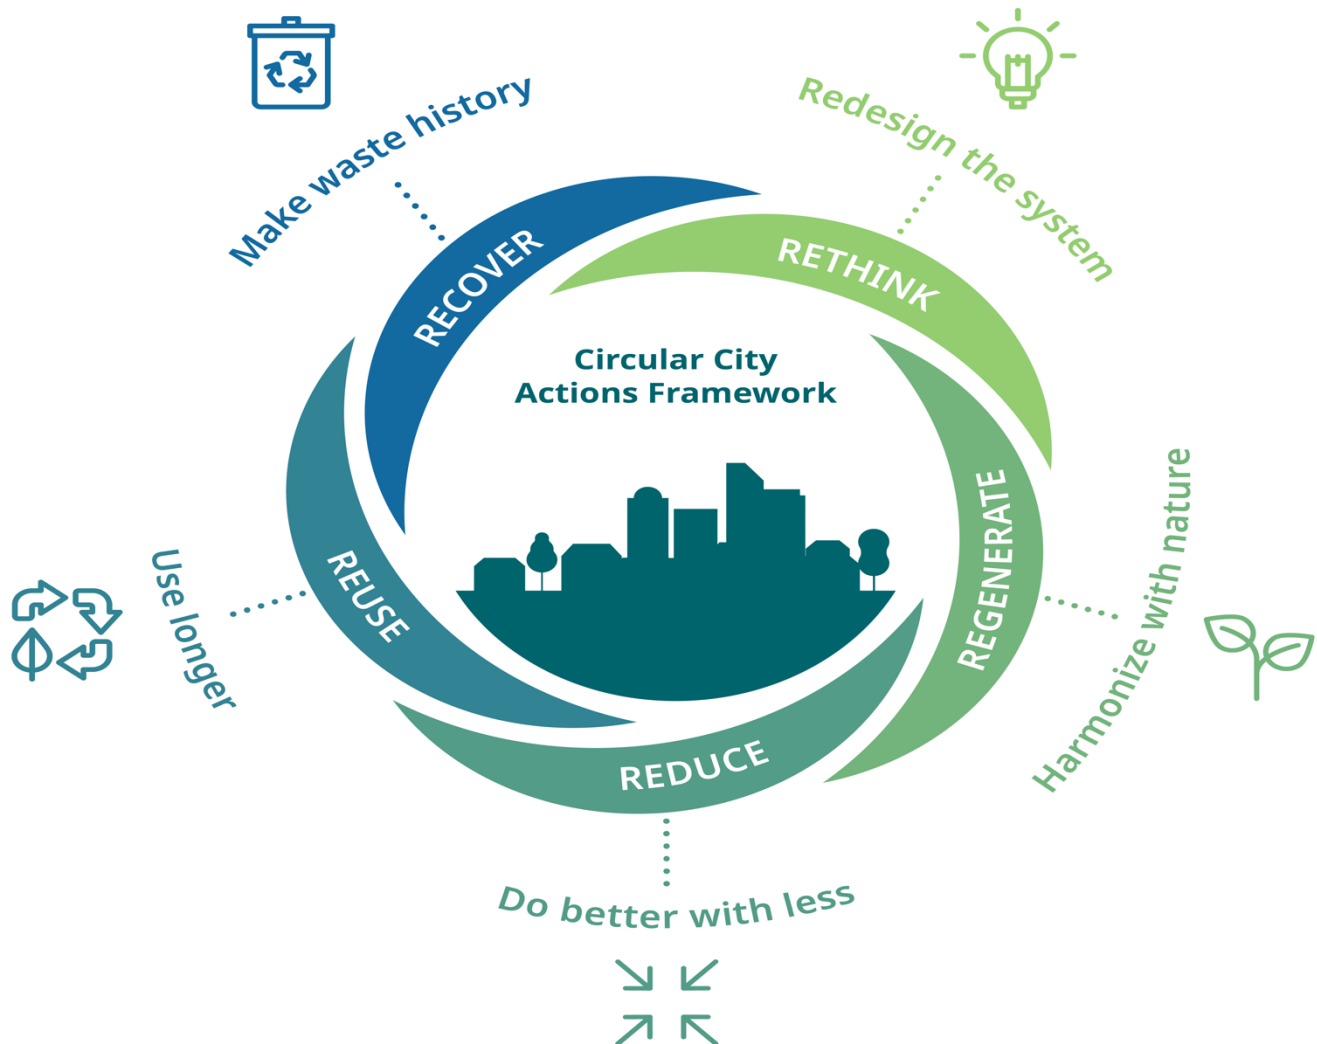 Make waste history
Redesign the system
RECOVER
RETHINK
Circular City
Actions Framework
REGENERATE
Harmonize with nature
REUSE
Use longer
REDUCE
Do better with less